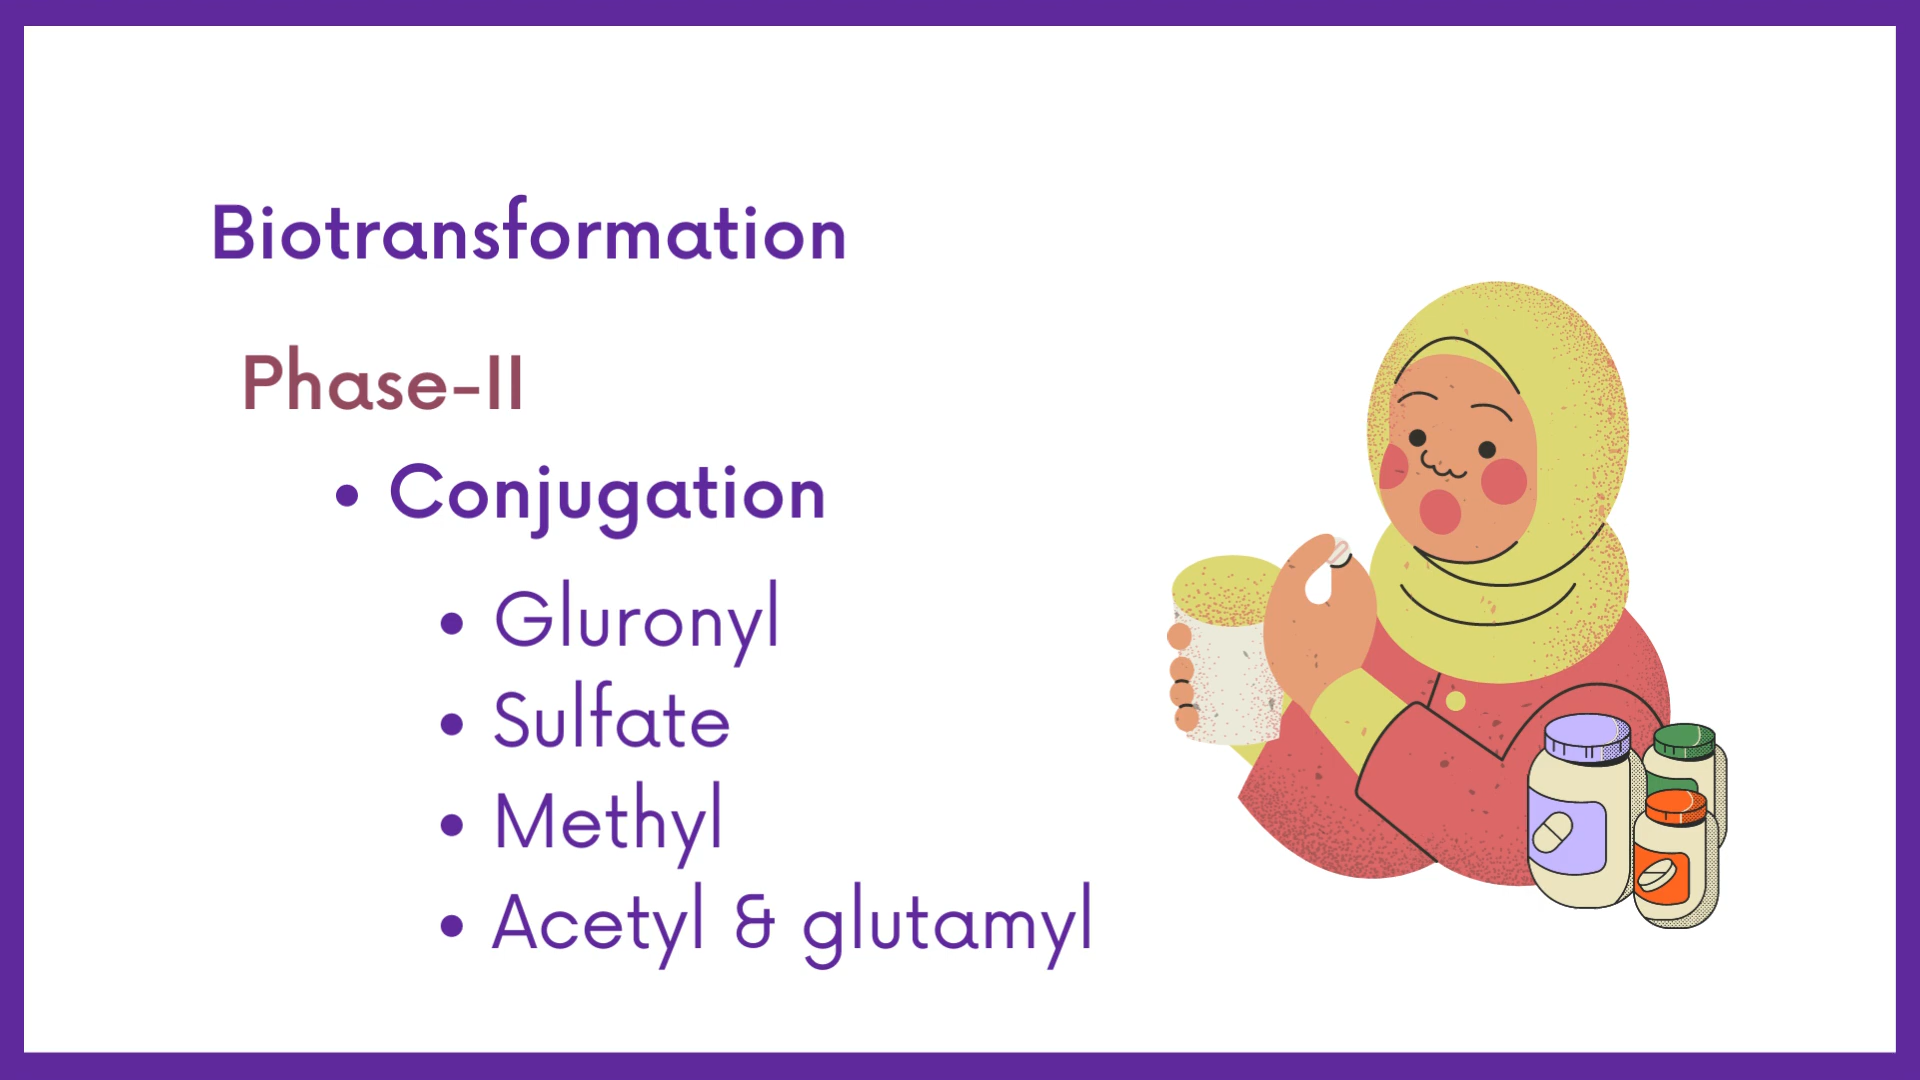 Biotransformation
Phase-II
• Conjugation
• Gluronyl
• Sulfate
• Methyl
• Acetyl & glutamyl